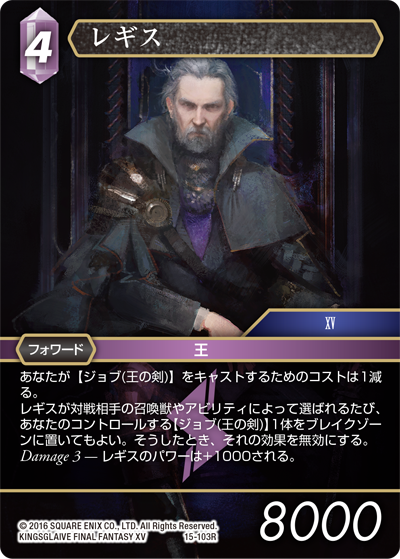 4
レギス
XV
フォワード
王
あなたが【ジョブ(王の剣)】をキャストするためのコストは1減
る。
レギスが対戦相手の召喚獣やアビリティによって選ばれるたび、
あなたのコントロールする【ジョブ(王の剣)】1体をブレイクゾー
ンに置いてもよい。そうしたとき、それの効果を無効にする。
Damage 3 — レギスのパワーは+1000される。
© 2016 SQUARE ENIX CO., LTD. All Rights Reserved.
KINGSGLAIVE FINAL FANTASY XV
15-103R
8000